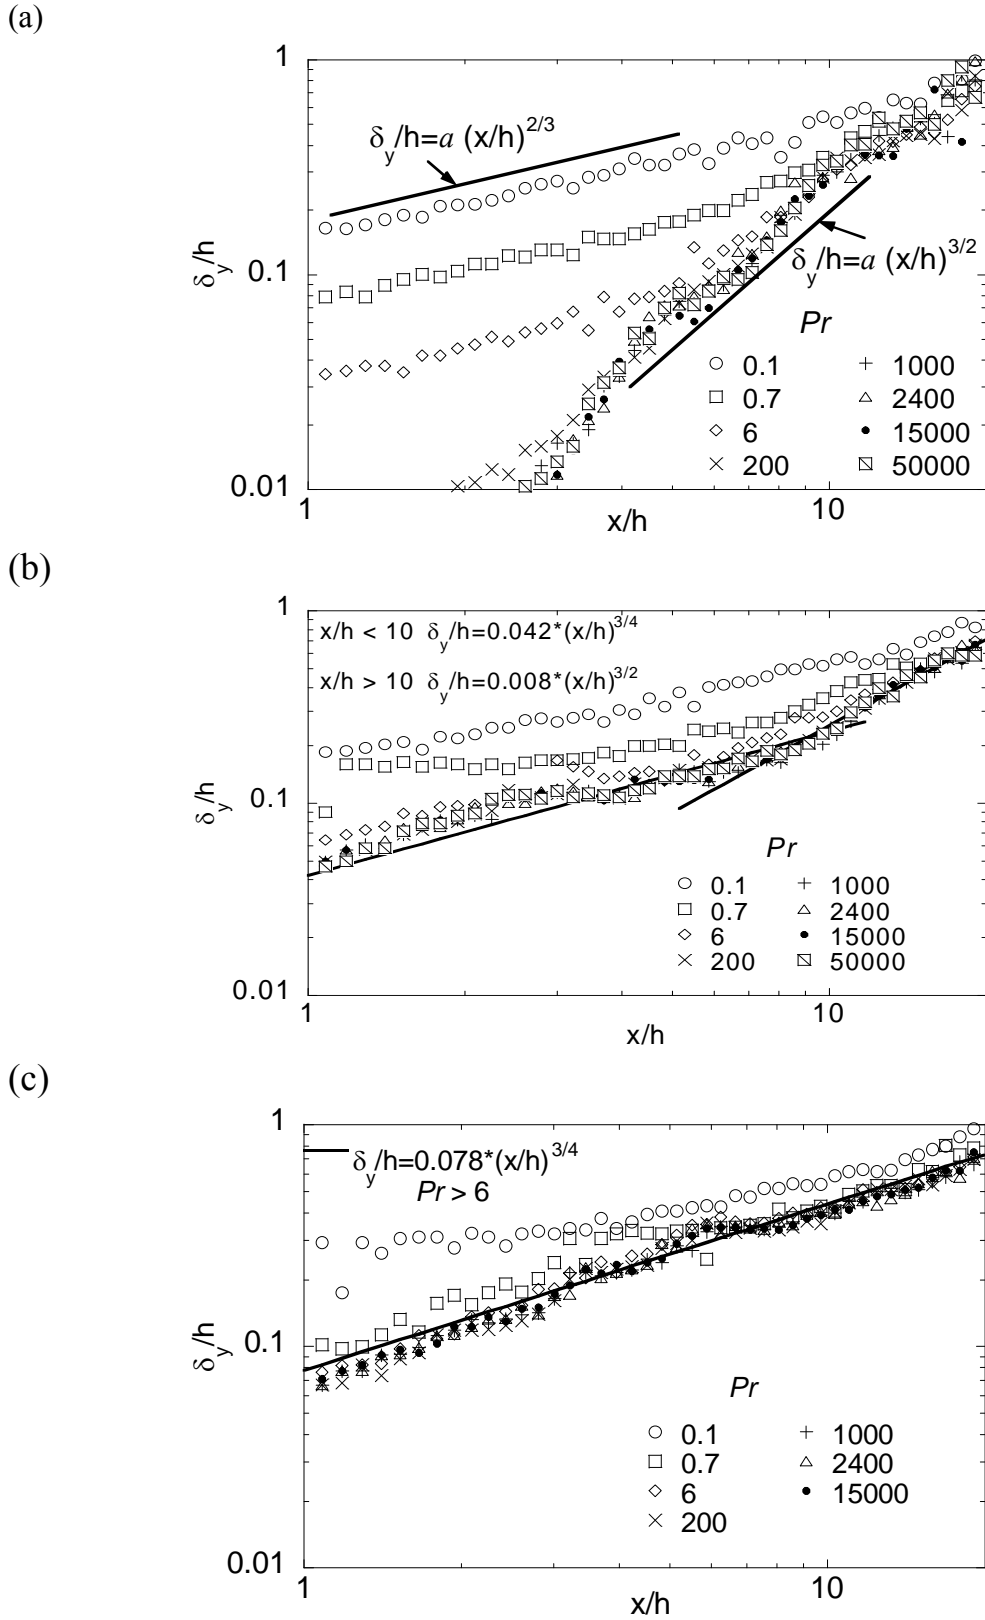 (a)
1
δy/h=a (x/h)^2/3
δy/h
0.1
δy/h=a (x/h)^3/2
Pr
0.1 1000
0.7 2400
6 15000
200 50000
0.01
1 10
x/h
(b)
1
x/h < 10 δy/h=0.042*(x/h)^3/4
x/h > 10 δy/h=0.008*(x/h)^3/2
δy/h
0.1
Pr
0.1 1000
0.7 2400
6 15000
200 50000
0.01
1 10
x/h
(c)
1
δy/h=0.078*(x/h)^3/4
Pr > 6
δy/h
0.1
Pr
0.1 1000
0.7 2400
6 15000
200
0.01
1 10
x/h